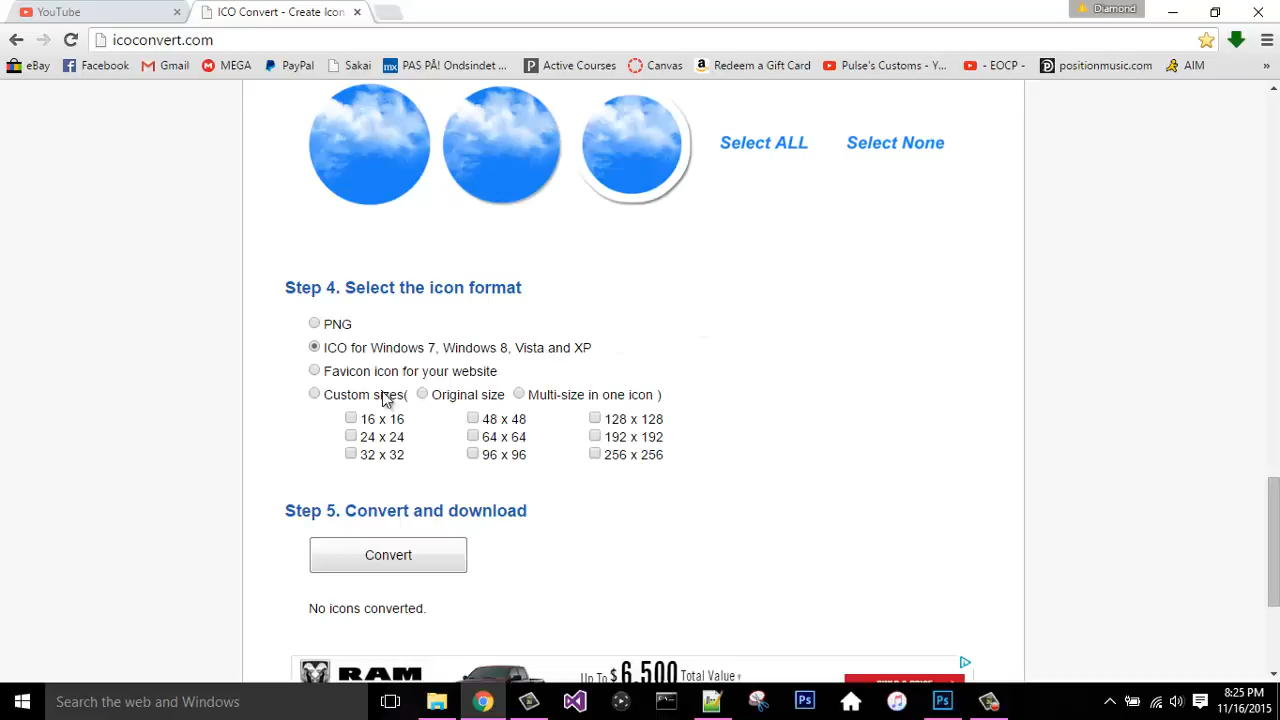 YouTube
ICO Convert - Create Icon
Diamond
icoconvert.com
eBay
Facebook
Gmail
MEGA
PayPal
Sakai
PAS PÅ! Ondsindet ...
Active Courses
Canvas
Redeem a Gift Card
Pulse's Customs - Y...
- EOCP -
positionmusic.com
AIM
»
Select ALL
Select None
Step 4. Select the icon format
PNG
ICO for Windows 7, Windows 8, Vista and XP
Favicon icon for your website
Custom sizes( Original size Multi-size in one icon )
16 x 16 48 x 48 128 x 128
24 x 24 64 x 64 192 x 192
32 x 32 96 x 96 256 x 256
Step 5. Convert and download
Convert
No icons converted.
RAM
Up To $6,500 Total Value
Search the web and Windows
8:25 PM
11/16/2015